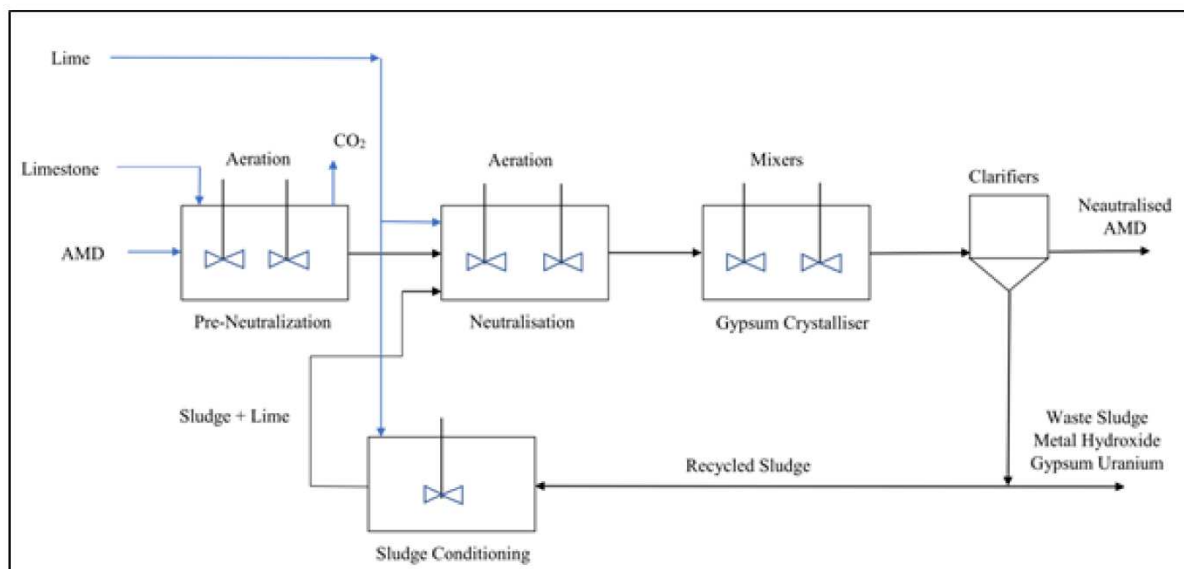 Lime
CO₂
Limestone
Aeration
Aeration
Mixers
Clarifiers
Neautralised
AMD
AMD
Pre-Neutralization
Neutralisation
Gypsum Crystalliser
Sludge + Lime
Waste Sludge
Metal Hydroxide
Gypsum Uranium
Recycled Sludge
Sludge Conditioning